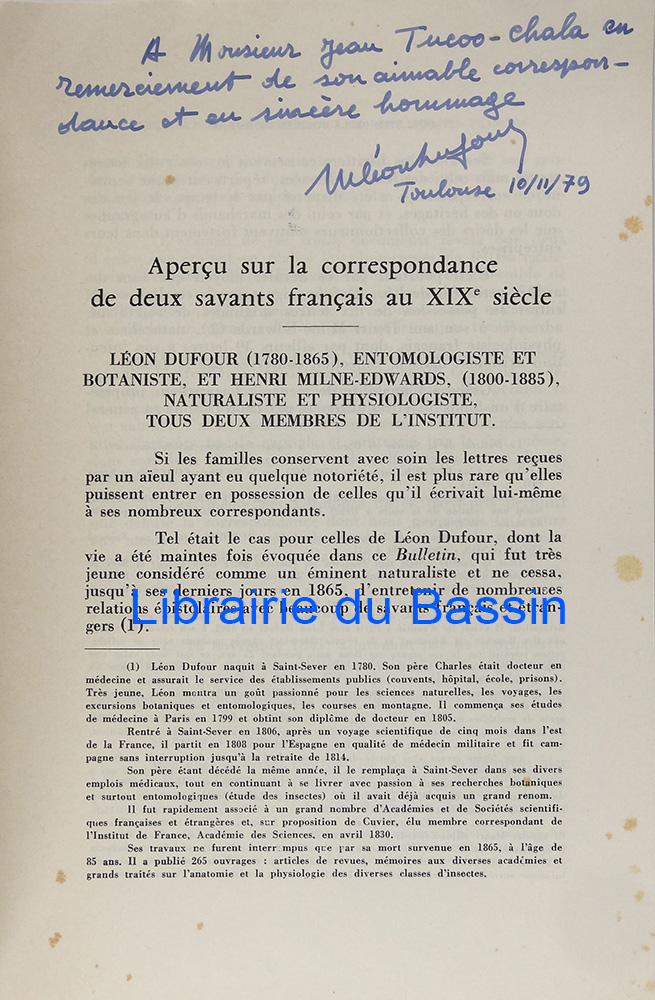 A Monsieur Jean Tucoo-Chala en
remerciement de son aimable correspon-
dance et en sincère hommage
MLéonDufour
Toulouse 10/11/79
Aperçu sur la correspondance
de deux savants français au XIXe siècle
LÉON DUFOUR (1780-1865), ENTOMOLOGISTE ET
BOTANISTE, ET HENRI MILNE-EDWARDS, (1800-1885),
NATURALISTE ET PHYSIOLOGISTE,
TOUS DEUX MEMBRES DE L'INSTITUT.
Si les familles conservent avec soin les lettres reçues
par un aïeul ayant eu quelque notoriété, il est plus rare qu'elles
puissent entrer en possession de celles qu'il écrivait lui-même
à ses nombreux correspondants.
Tel était le cas pour celles de Léon Dufour, dont la
vie a été maintes fois évoquée dans ce Bulletin, qui fut très
jeune considéré comme un éminent naturaliste et ne cessa,
jusqu'à ses derniers jours en 1865, d'entretenir de nombreuses
relations épistolaires avec beaucoup de savants français et étran-
gers (1).
Librairie du Bassin
(1) Léon Dufour naquit à Saint-Sever en 1780. Son père Charles était docteur en
médecine et assurait le service des établissements publics (couvents, hôpital, école, prisons).
Très jeune, Léon montra un goût passionné pour les sciences naturelles, les voyages, les
excursions botaniques et entomologiques, les courses en montagne. Il commença ses études
de médecine à Paris en 1799 et obtint son diplôme de docteur en 1805.
Rentré à Saint-Sever en 1806, après un voyage scientifique de cinq mois dans l'est
de la France, il partit en 1808 pour l'Espagne en qualité de médecin militaire et fit cam-
pagne sans interruption jusqu'à la retraite de 1814.
Son père étant décédé la même année, il le remplaça à Saint-Sever dans ses divers
emplois médicaux, tout en continuant à se livrer avec passion à ses recherches botaniques
et surtout entomologiques (étude des insectes) où il avait déjà acquis un grand renom.
Il fut rapidement associé à un grand nombre d'Académies et de Sociétés scientifi-
ques françaises et étrangères et, sur proposition de Cuvier, élu membre correspondant de
l'Institut de France, Académie des Sciences, en avril 1830.
Ses travaux ne furent interrompus que par sa mort survenue en 1865, à l'âge de
85 ans. Il a publié 265 ouvrages : articles de revues, mémoires aux diverses académies et
grands traités sur l'anatomie et la physiologie des diverses classes d'insectes.